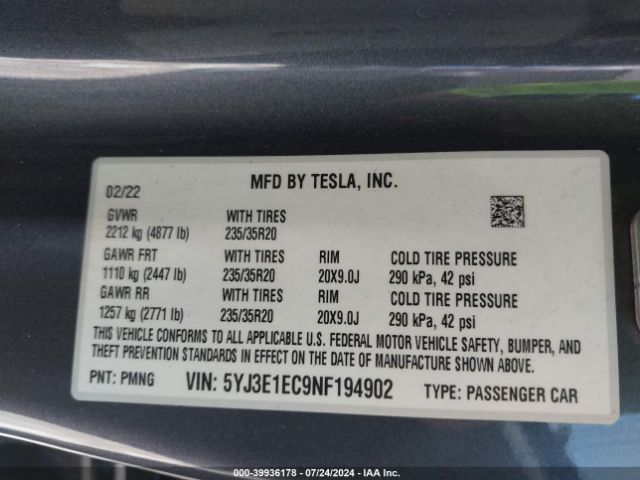 MFD BY TESLA, INC.
02/22
GVWR WITH TIRES
2212 kg (4877 lb) 235/35R20
GAWR FRT WITH TIRES RIM COLD TIRE PRESSURE
1110 kg (2447 lb) 235/35R20 20X9.0J 290 kPa, 42 psi
GAWR RR WITH TIRES RIM COLD TIRE PRESSURE
1257 kg (2771 lb) 235/35R20 20X9.0J 290 kPa, 42 psi
THIS VEHICLE CONFORMS TO ALL APPLICABLE U.S. FEDERAL MOTOR VEHICLE SAFETY, BUMPER, AND
THEFT PREVENTION STANDARDS IN EFFECT ON THE DATE OF MANUFACTURE SHOWN ABOVE.
PNT: PMNG VIN: 5YJ3E1EC9NF194902 TYPE: PASSENGER CAR
000-39936178 - 07/24/2024 - IAA Inc.